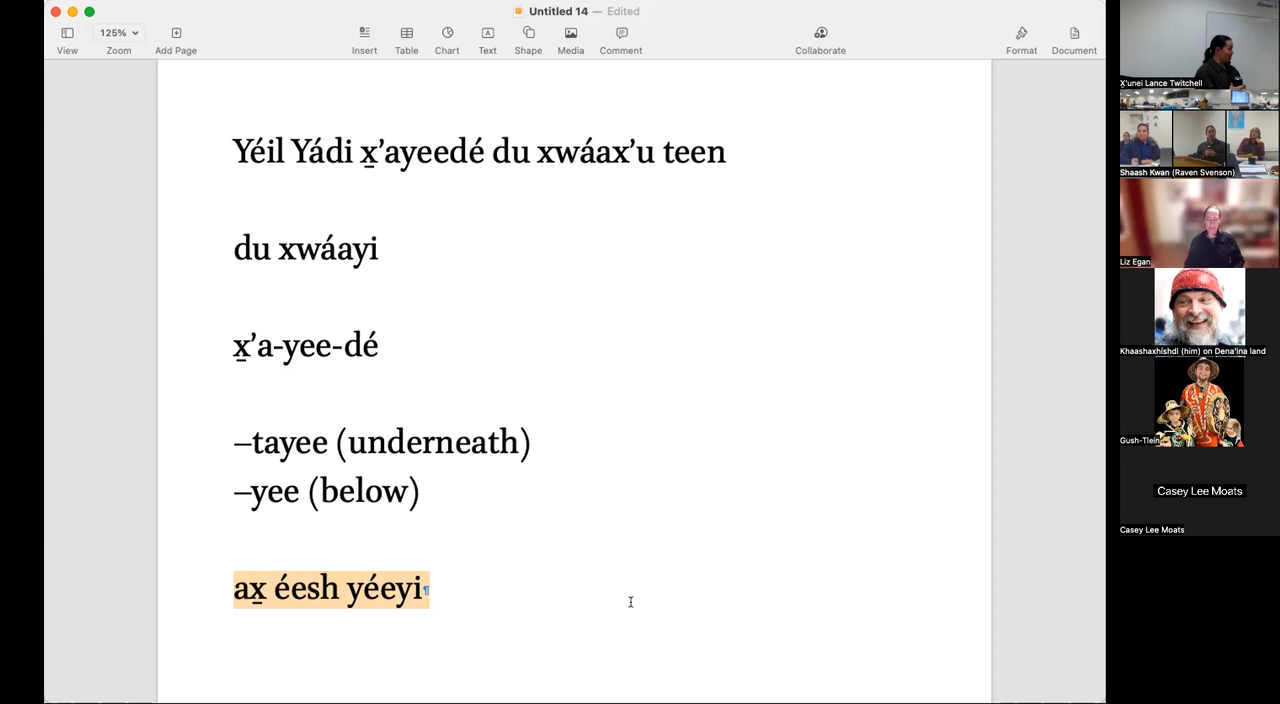 Untitled 14 — Edited
125%
View Zoom Add Page Insert Table Chart Text Shape Media Comment Collaborate Format Document
Yéil Yádi x̱’ayeedé du xwáax’u teen
du xwáayi
x̱’a-yee-dé
–tayee (underneath)
–yee (below)
ax̱ éesh yéeyi
X̱'unei Lance Twitchell
Shaash Kwan (Raven Svenson)
Liz Egan
Khaashaxhíshdi (him) on Dena'ina land
Gush-Tlein
Casey Lee Moats
Casey Lee Moats